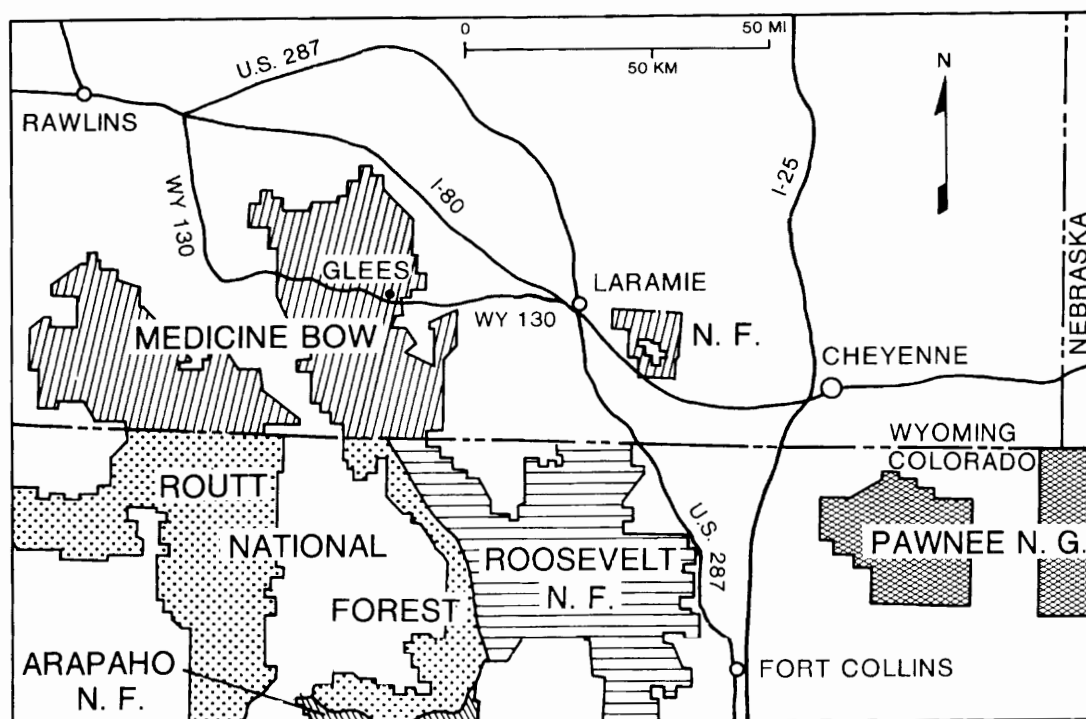 0
50 MI
50 KM
U.S. 287
N
RAWLINS
I-25
WY 130
I-80
NEBRASKA
GLEES
LARAMIE
WY 130
MEDICINE BOW
N. F.
CHEYENNE
WYOMING
COLORADO
ROUTT
U.S. 287
NATIONAL
ROOSEVELT
N. F.
PAWNEE N. G.
FOREST
ARAPAHO
N. F.
FORT COLLINS